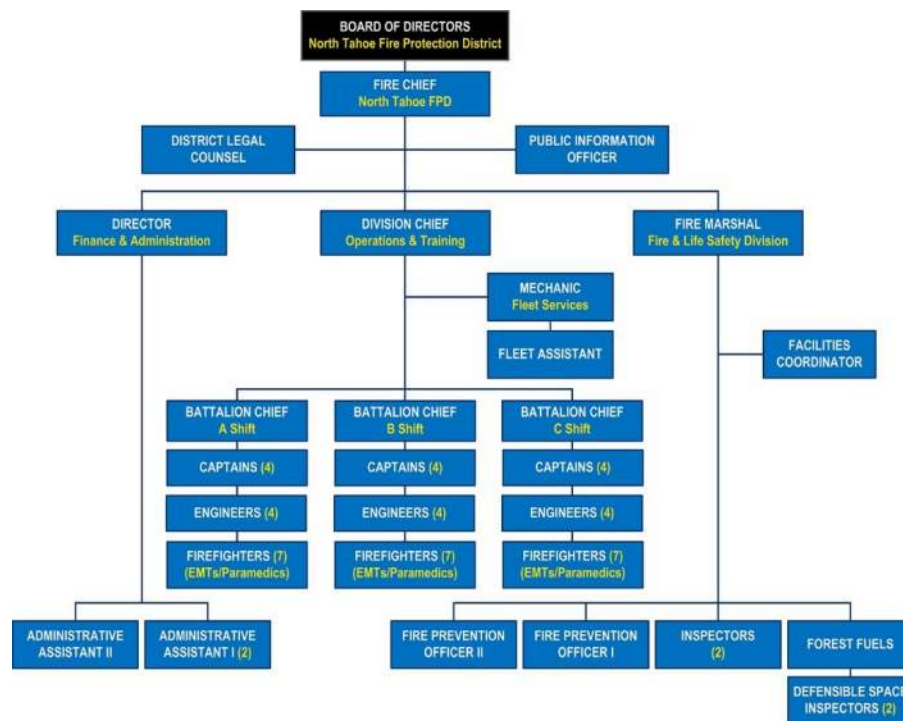 BOARD OF DIRECTORS
North Tahoe Fire Protection District
FIRE CHIEF
North Tahoe FPD
DISTRICT LEGAL
COUNSEL
PUBLIC INFORMATION
OFFICER
DIRECTOR
Finance & Administration
DIVISION CHIEF
Operations & Training
FIRE MARSHAL
Fire & Life Safety Division
MECHANIC
Fleet Services
FLEET ASSISTANT
FACILITIES
COORDINATOR
BATTALION CHIEF
A Shift
CAPTAINS (4)
ENGINEERS (4)
FIREFIGHTERS (7)
(EMTs/Paramedics)
BATTALION CHIEF
B Shift
CAPTAINS (4)
ENGINEERS (4)
FIREFIGHTERS (7)
(EMTs/Paramedics)
BATTALION CHIEF
C Shift
CAPTAINS (4)
ENGINEERS (4)
FIREFIGHTERS (7)
(EMTs/Paramedics)
ADMINISTRATIVE
ASSISTANT II
ADMINISTRATIVE
ASSISTANT I (2)
FIRE PREVENTION
OFFICER II
FIRE PREVENTION
OFFICER I
INSPECTORS
(2)
FOREST FUELS
DEFENSIBLE SPACE
INSPECTORS (2)